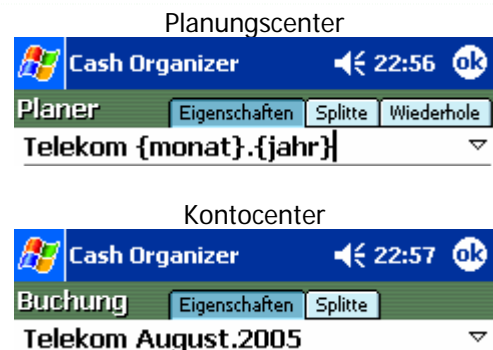 Planungscenter
Cash Organizer 22:56 ok
Planer Eigenschaften Splitte Wiederhole
Telekom {monat}.{jahr}
Kontocenter
Cash Organizer 22:57 ok
Buchung Eigenschaften Splitte
Telekom August.2005